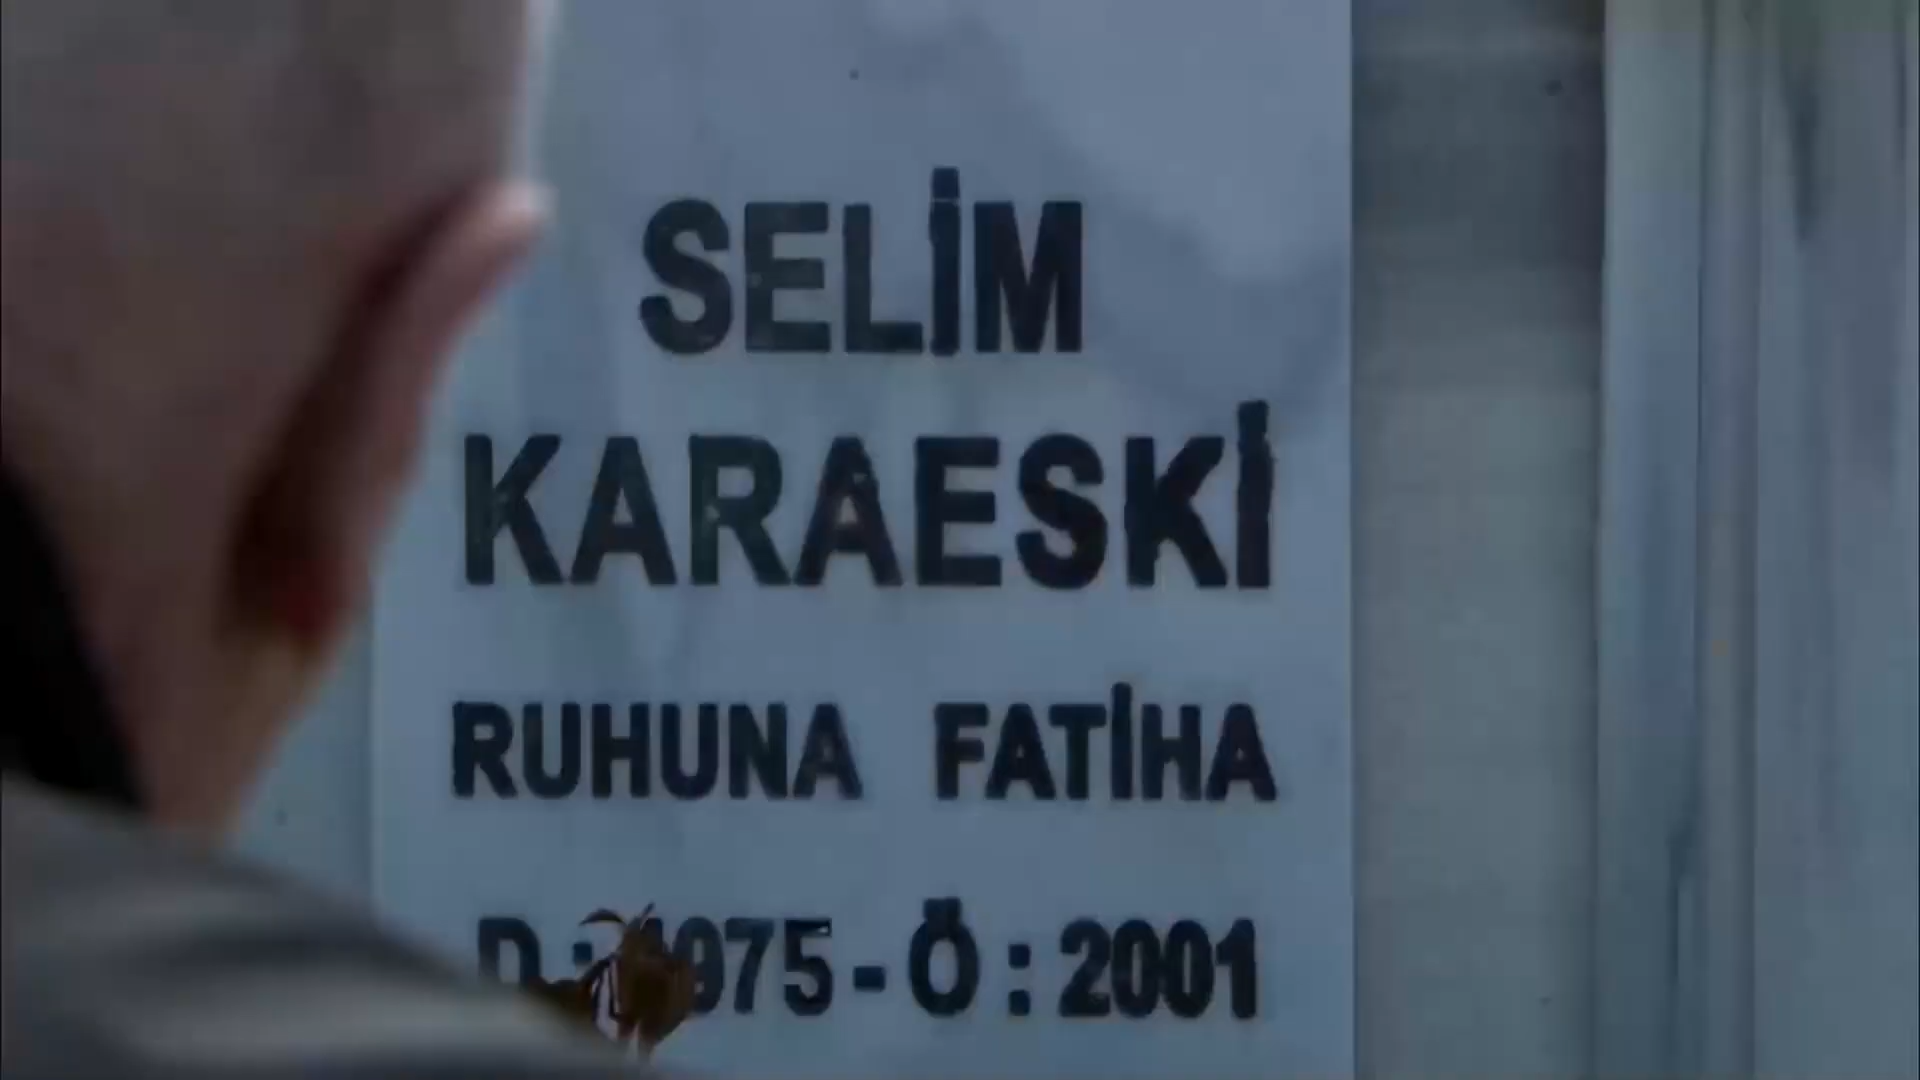 SELİM
KARAESKİ
RUHUNA FATİHA
D : 1975 - Ö : 2001